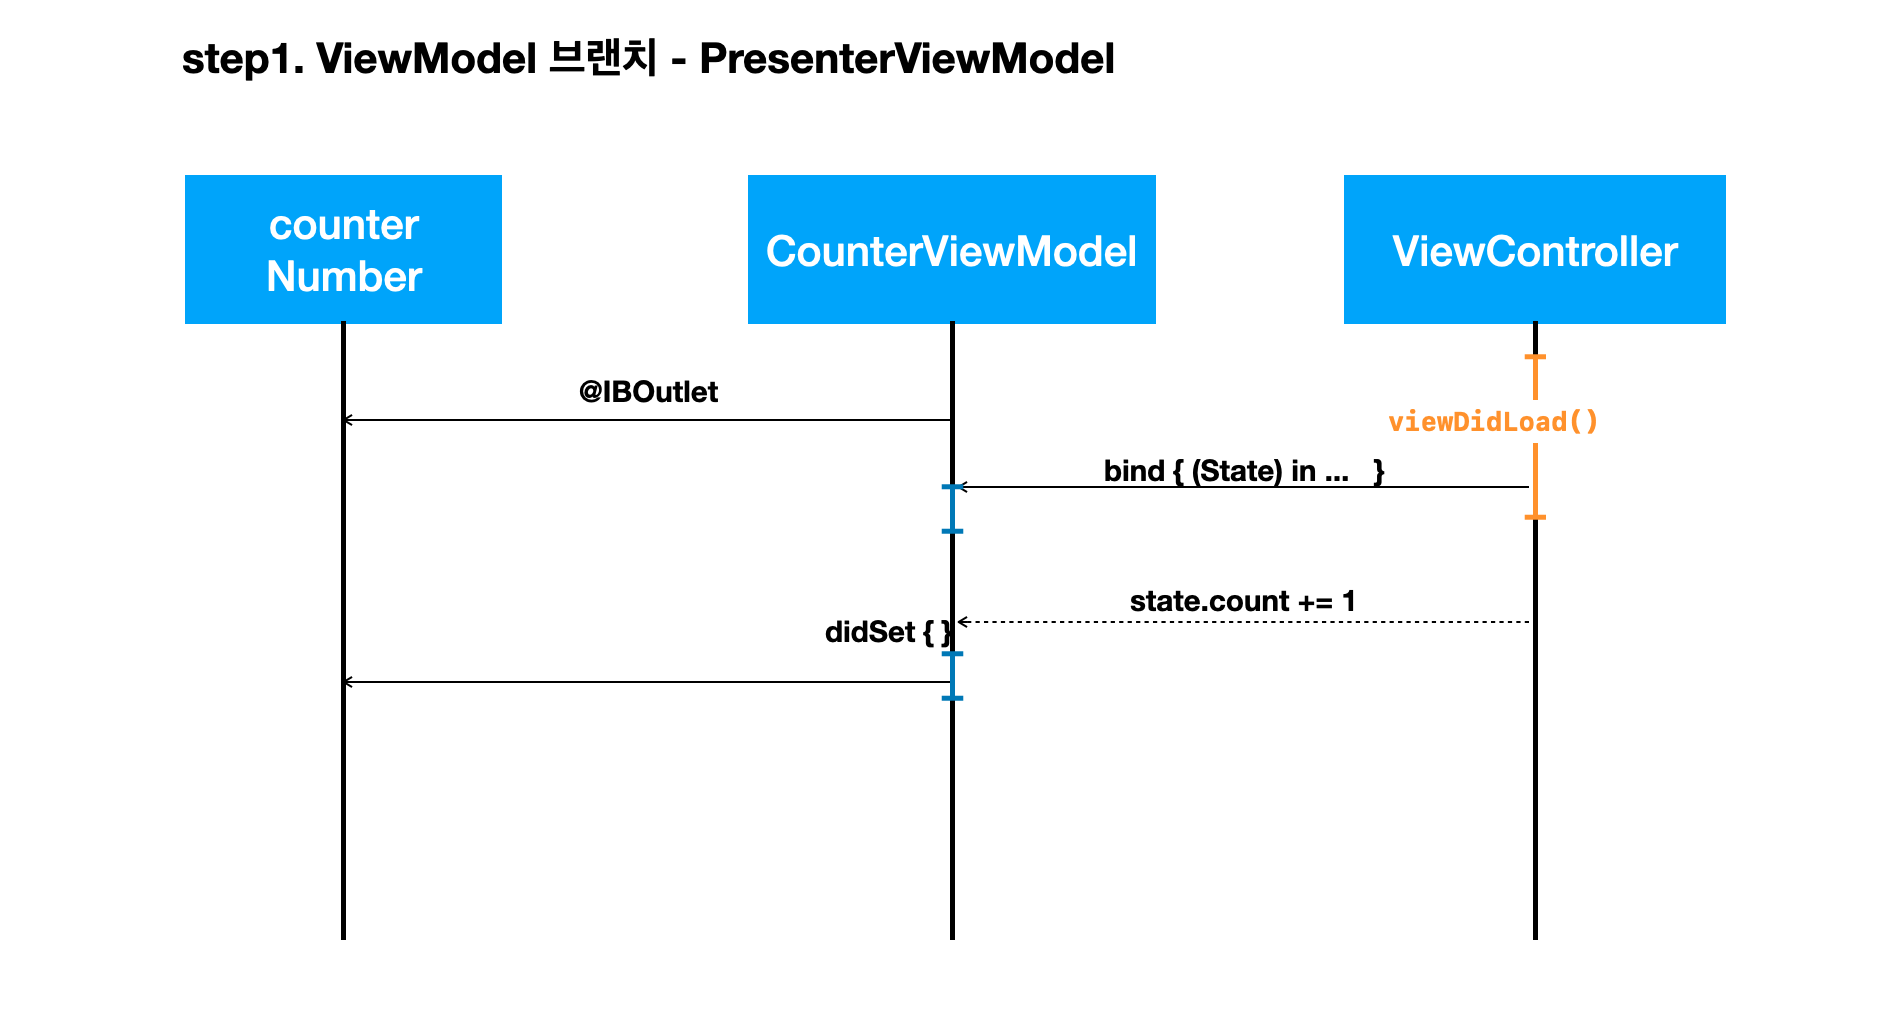 step1. ViewModel 브랜치 - PresenterViewModel
counter
Number
CounterViewModel
ViewController
@IBOutlet
viewDidLoad()
bind { (State) in ... }
state.count += 1
didSet { }